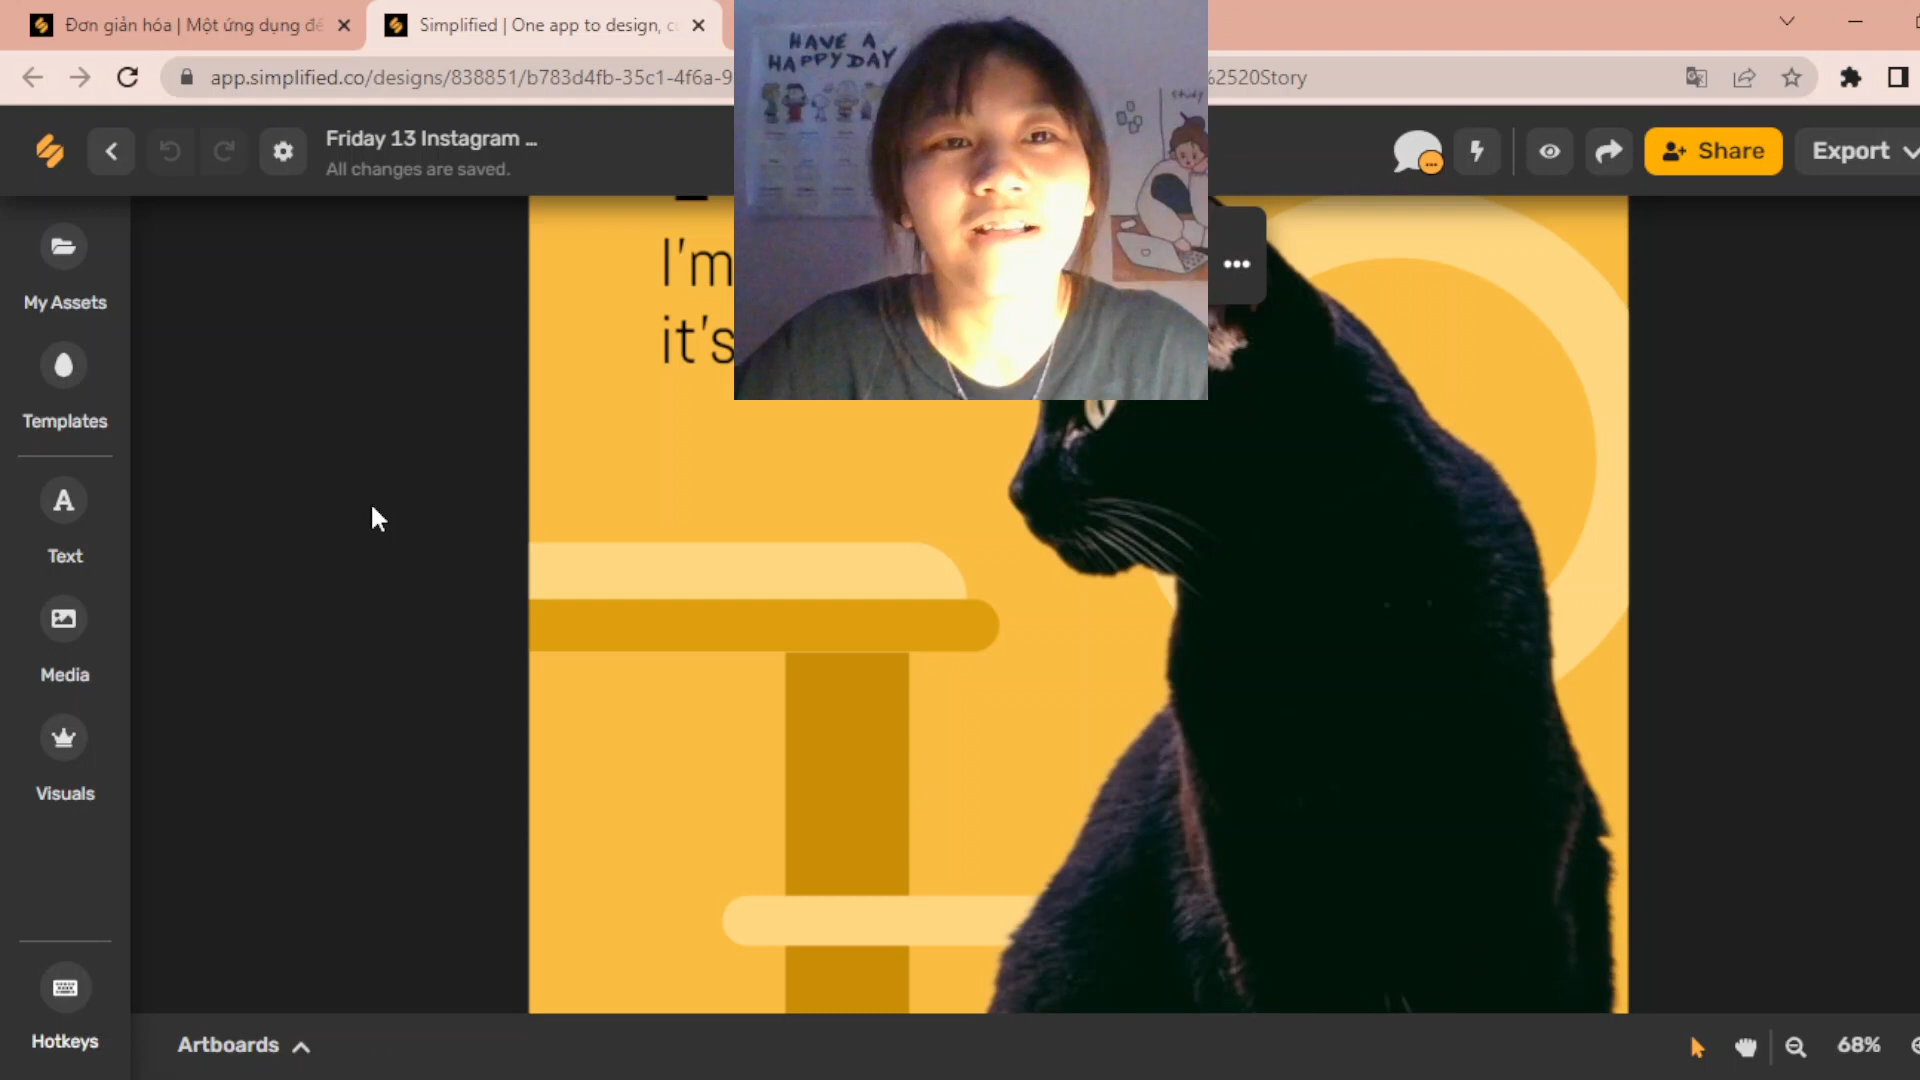 Đơn giản hóa | Một ứng dụng để
Simplified | One app to design, c
app.simplified.co/designs/838851/b783d4fb-35c1-4f6a-9
%2520Story
HAVE A
HAPPY DAY
study
Friday 13 Instagram ...
All changes are saved.
Share
Export
My Assets
Templates
Text
Media
Visuals
Hotkeys
I'm
it's
Artboards
68%